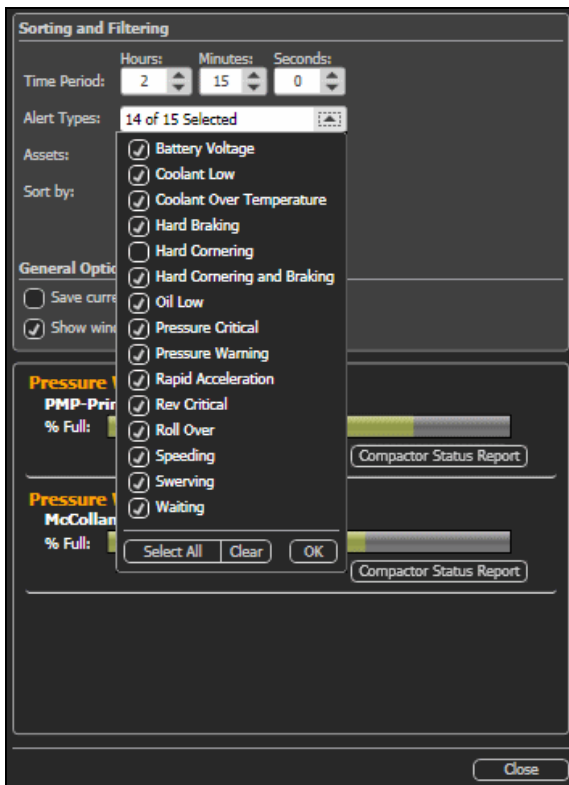 Sorting and Filtering
Hours: Minutes: Seconds:
Time Period: 2 15 0
Alert Types: 14 of 15 Selected
Assets:
Sort by:
Battery Voltage
Coolant Low
Coolant Over Temperature
Hard Braking
Hard Cornering
Hard Cornering and Braking
Oil Low
Pressure Critical
Pressure Warning
Rapid Acceleration
Rev Critical
Roll Over
Speeding
Swerving
Waiting
Select All Clear OK
General Optio
Save curre
Show wind
Pressure
PMP-Prin
% Full:
Compactor Status Report
Pressure
McCollan
% Full:
Compactor Status Report
Close